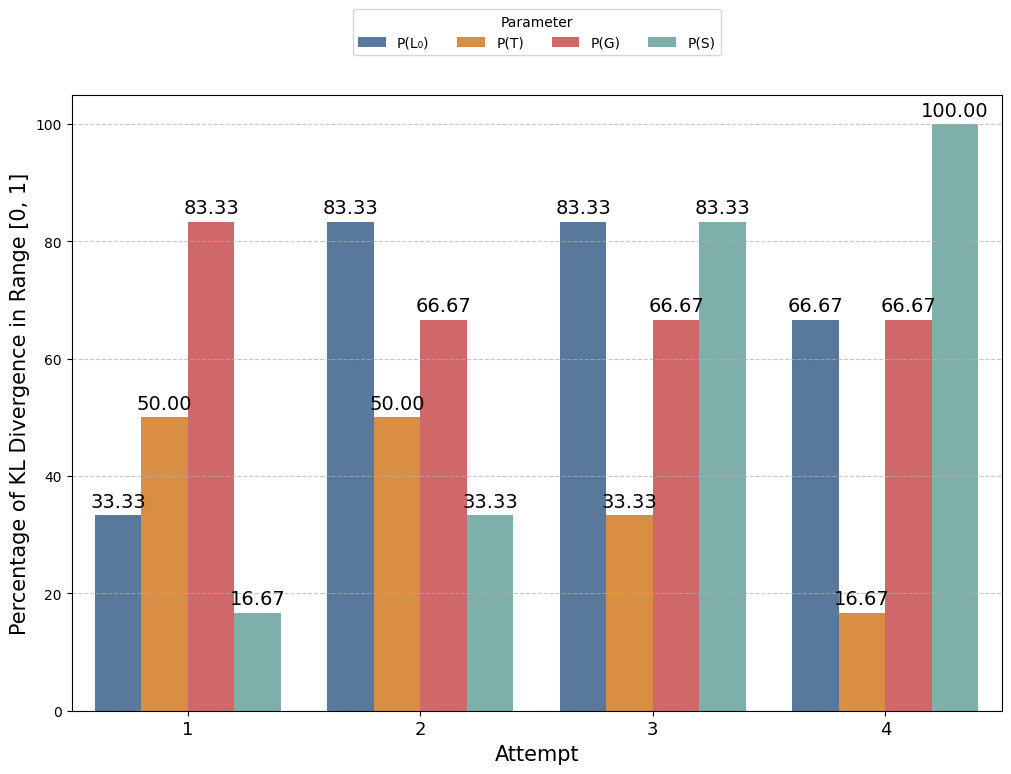 Parameter
P(L₀) P(T) P(G) P(S)
Percentage of KL Divergence in Range [0, 1]
100
80
60
40
20
0
33.33 50.00 83.33 16.67
83.33 50.00 66.67 33.33
83.33 33.33 66.67 83.33
66.67 16.67 66.67 100.00
1 2 3 4
Attempt